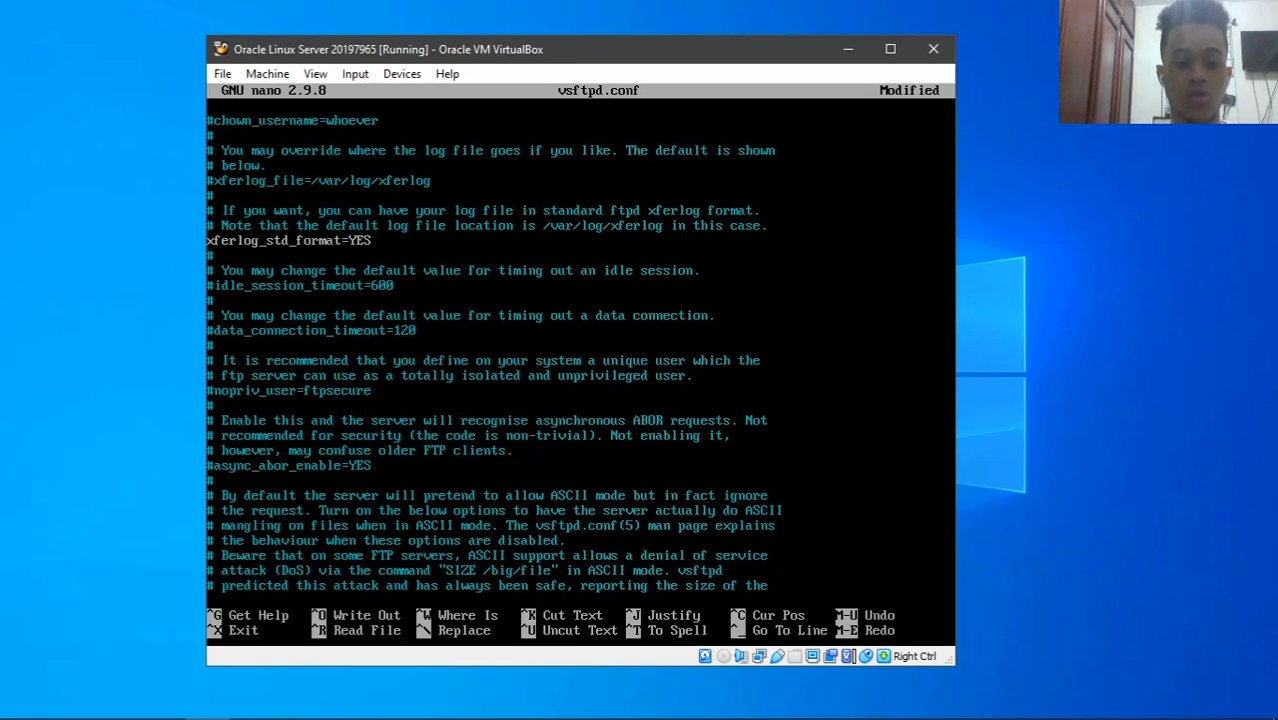 Oracle Linux Server 20197965 [Running] - Oracle VM VirtualBox
File Machine View Input Devices Help
GNU nano 2.9.8 vsftpd.conf Modified
#chown_username=whoever
#
# You may override where the log file goes if you like. The default is shown
# below.
#xferlog_file=/var/log/xferlog
#
# If you want, you can have your log file in standard ftpd xferlog format.
# Note that the default log file location is /var/log/xferlog in this case.
xferlog_std_format=YES
#
# You may change the default value for timing out an idle session.
#idle_session_timeout=600
#
# You may change the default value for timing out a data connection.
#data_connection_timeout=120
#
# It is recommended that you define on your system a unique user which the
# ftp server can use as a totally isolated and unprivileged user.
#nopriv_user=ftpsecure
#
# Enable this and the server will recognise asynchronous ABOR requests. Not
# recommended for security (the code is non-trivial). Not enabling it,
# however, may confuse older FTP clients.
#async_abor_enable=YES
#
# By default the server will pretend to allow ASCII mode but in fact ignore
# the request. Turn on the below options to have the server actually do ASCII
# mangling on files when in ASCII mode. The vsftpd.conf(5) man page explains
# the behaviour when these options are disabled.
# Beware that on some FTP servers, ASCII support allows a denial of service
# attack (DoS) via the command "SIZE /big/file" in ASCII mode. vsftpd
# predicted this attack and has always been safe, reporting the size of the
^G Get Help ^O Write Out ^W Where Is ^K Cut Text ^J Justify ^C Cur Pos M-U Undo
^X Exit ^R Read File ^\ Replace ^U Uncut Text ^T To Spell ^_ Go To Line M-E Redo
Right Ctrl